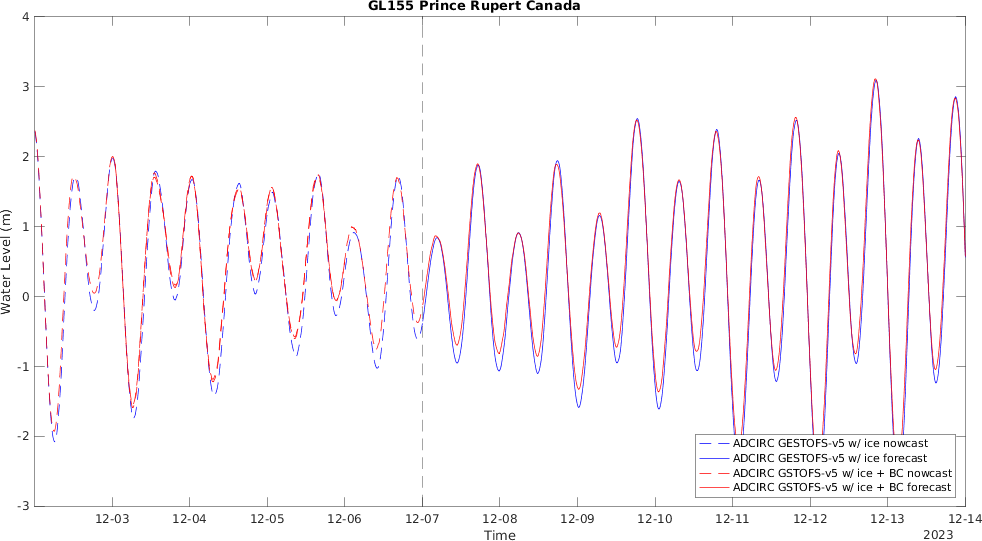 GL155 Prince Rupert Canada
4
3
2
1
0
-1
-2
-3
Water Level (m)
ADCIRC GESTOFS-v5 w/ ice nowcast
ADCIRC GESTOFS-v5 w/ ice forecast
ADCIRC GSTOFS-v5 w/ ice + BC nowcast
ADCIRC GSTOFS-v5 w/ ice + BC forecast
12-03 12-04 12-05 12-06 12-07 12-08 12-09 12-10 12-11 12-12 12-13 12-14
Time
2023